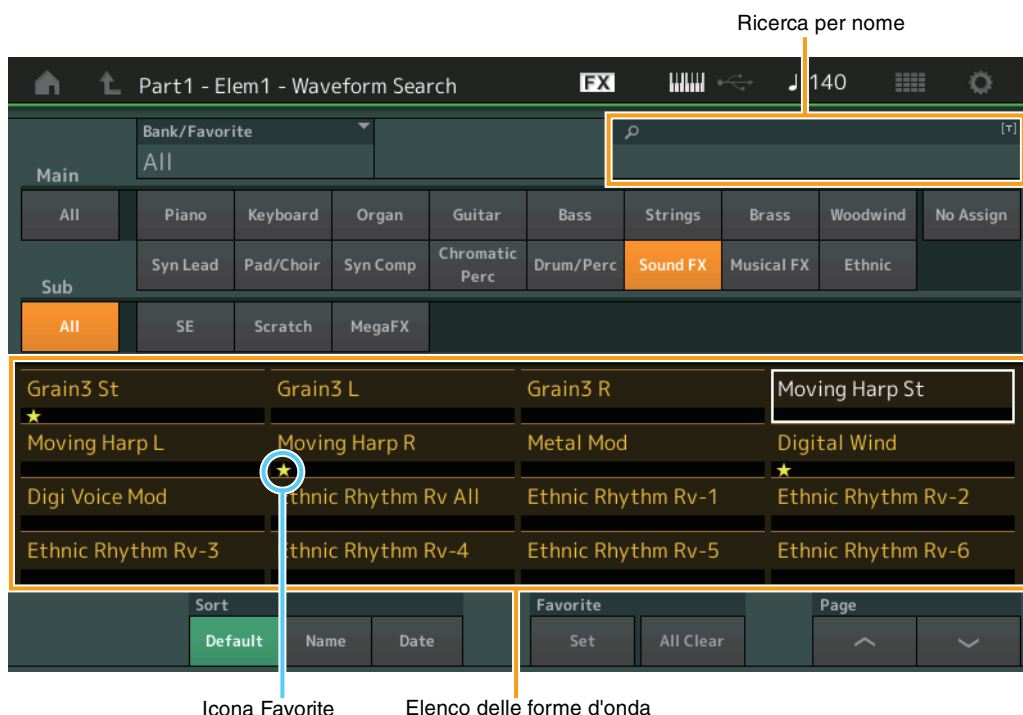 Ricerca per nome
Part1 - Elem1 - Waveform Search FX 140
Bank/Favorite
All
[T]
Main
All Piano Keyboard Organ Guitar Bass Strings Brass Woodwind No Assign
Syn Lead Pad/Choir Syn Comp Chromatic Perc Drum/Perc Sound FX Musical FX Ethnic
Sub
All SE Scratch MegaFX
Grain3 St Grain3 L Grain3 R Moving Harp St
Moving Harp L Moving Harp R Metal Mod Digital Wind
Digi Voice Mod Ethnic Rhythm Rv All Ethnic Rhythm Rv-1 Ethnic Rhythm Rv-2
Ethnic Rhythm Rv-3 Ethnic Rhythm Rv-4 Ethnic Rhythm Rv-5 Ethnic Rhythm Rv-6
Sort Favorite Page
Default Name Date Set All Clear
Icona Favorite Elenco delle forme d'onda